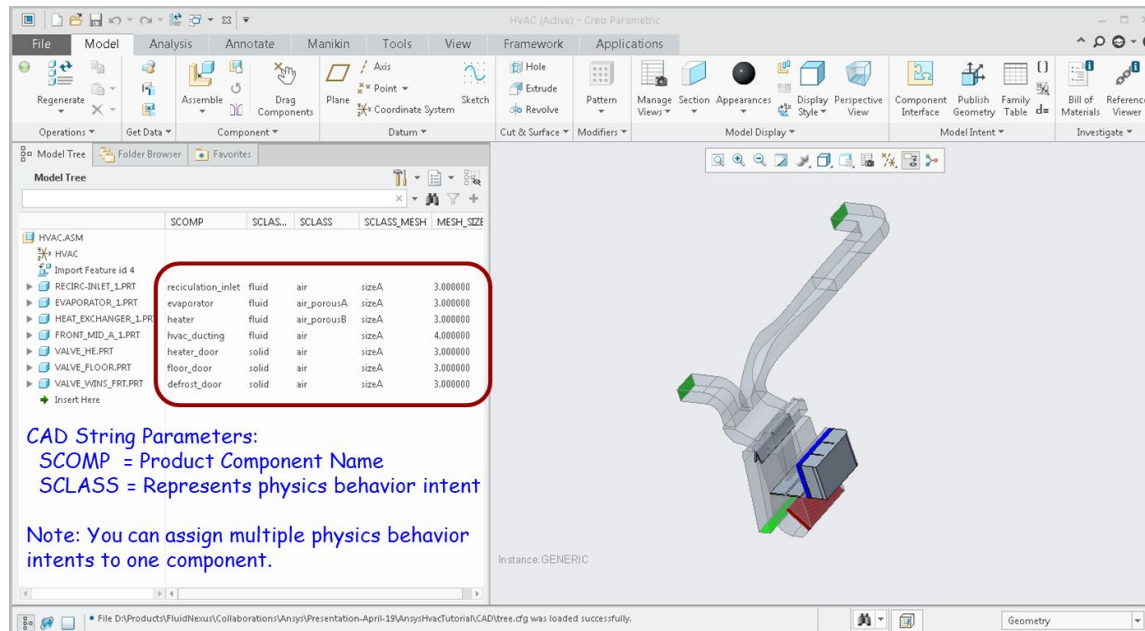 HVAC (Active) - Creo Parametric
File Model Analysis Annotate Manikin Tools View Framework Applications
Regenerate
Assemble
Drag Components
Plane
Axis
Point
Coordinate System
Sketch
Hole
Extrude
Revolve
Pattern
Manage Views
Section
Appearances
Display Style
Perspective View
Component Interface
Publish Geometry
Family Table
d=
Bill of Materials
Reference Viewer
Operations Get Data Component Datum Cut & Surface Modifiers Model Display Model Intent Investigate
Model Tree Folder Browser Favorites
Model Tree
SCOMP SCLAS... SCLASS SCLASS_MESH MESH_SIZE
HVAC.ASM
HVAC
Import Feature id 4
RECIRC-INLET_1.PRT reciculation_inlet fluid air sizeA 3.000000
EVAPORATOR_1.PRT evaporator fluid air_porousA sizeA 3.000000
HEAT_EXCHANGER_1.PRT heater fluid air_porousB sizeA 3.000000
FRONT_MID_A_1.PRT hvac_ducting fluid air sizeA 4.000000
VALVE_HE.PRT heater_door solid air sizeA 3.000000
VALVE_FLOOR.PRT floor_door solid air sizeA 3.000000
VALVE_WINS_FRT.PRT defrost_door solid air sizeA 3.000000
Insert Here
CAD String Parameters:
SCOMP = Product Component Name
SCLASS = Represents physics behavior intent
Note: You can assign multiple physics behavior
intents to one component.
Instance:GENERIC
• File D:\Products\FluidNexus\Collaborations\Ansys\Presentation-April-19\AnsysHvacTutorial\CAD\tree.cfg was loaded successfully.
Geometry